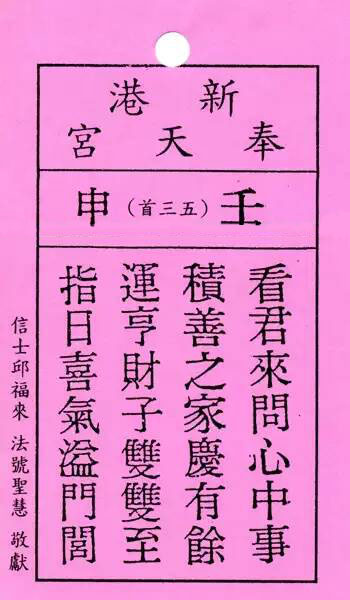 新港
奉天宮
壬（五三首）申
看君來問心中事
積善之家慶有餘
運亨財子雙雙至
指日喜氣溢門閭
信士邱福來 法號聖慧 敬獻